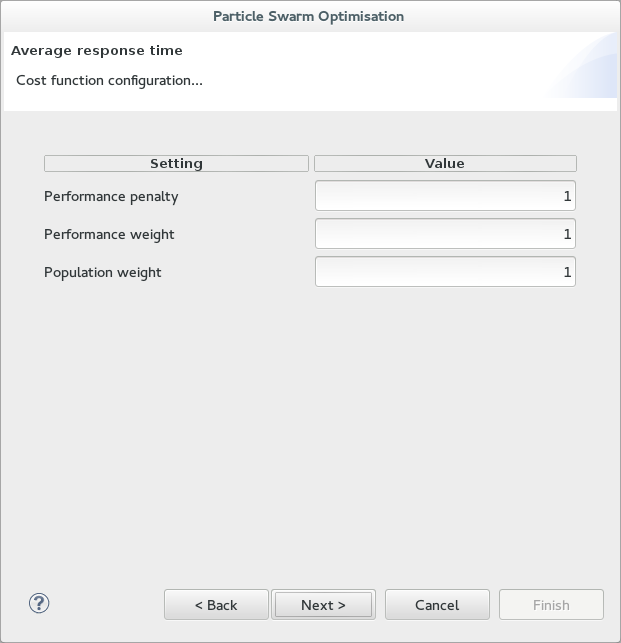 Particle Swarm Optimisation
Average response time
Cost function configuration...
Setting Value
Performance penalty 1
Performance weight 1
Population weight 1
? < Back Next > Cancel Finish